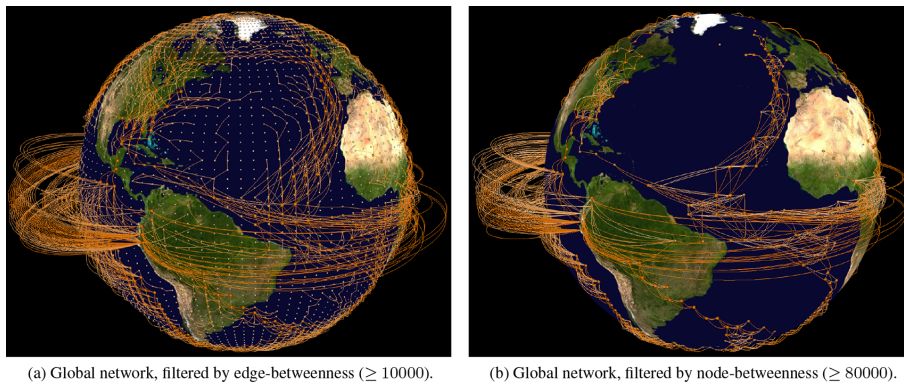 (a) Global network, filtered by edge-betweenness (≥ 10000).
(b) Global network, filtered by node-betweenness (≥ 80000).